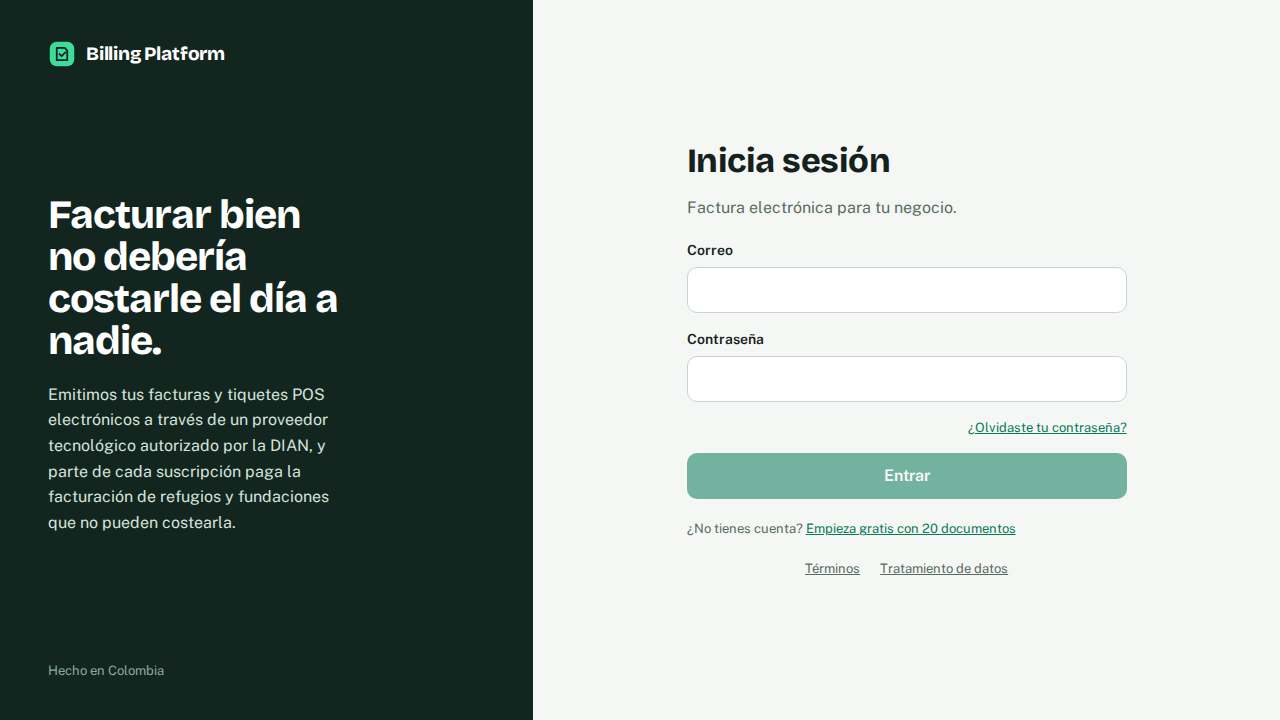 Billing Platform
Facturar bien
no debería
costarle el día a
nadie.
Emitimos tus facturas y tiquetes POS
electrónicos a través de un proveedor
tecnológico autorizado por la DIAN, y
parte de cada suscripción paga la
facturación de refugios y fundaciones
que no pueden costearla.
Hecho en Colombia
Inicia sesión
Factura electrónica para tu negocio.
Correo
Contraseña
¿Olvidaste tu contraseña?
Entrar
¿No tienes cuenta? Empieza gratis con 20 documentos
Términos Tratamiento de datos